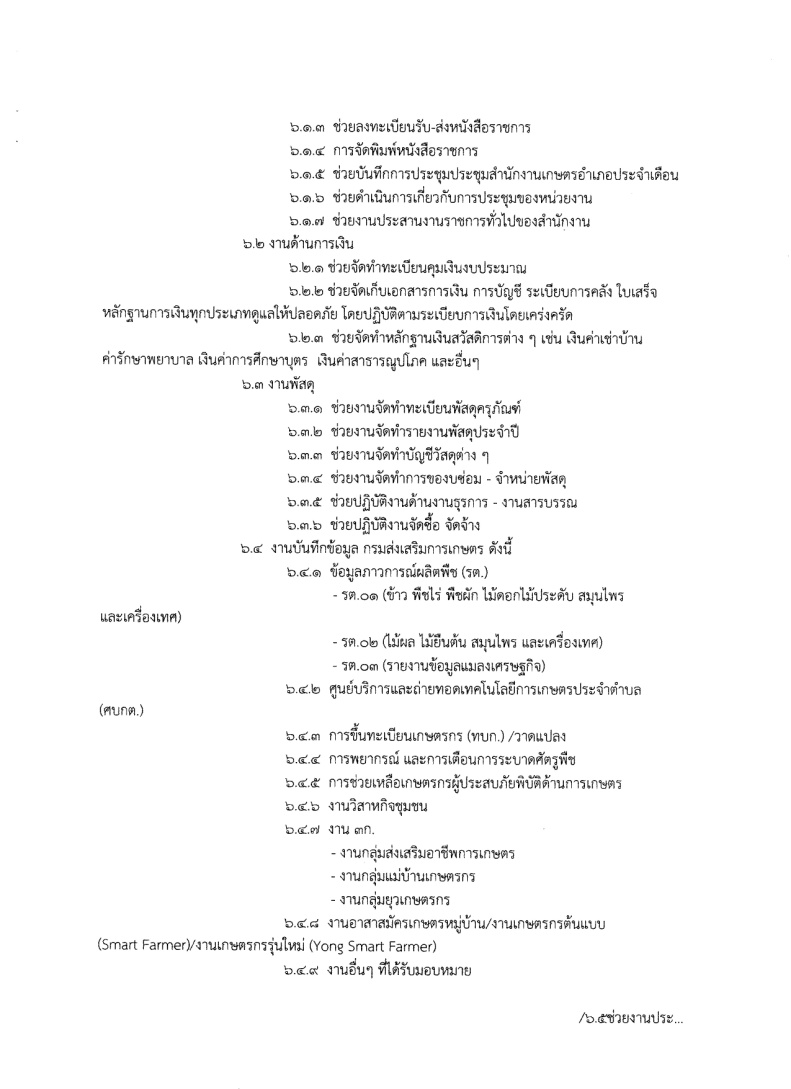 ๖.๑.๓ ช่วยลงทะเบียนรับ-ส่งหนังสือราชการ
๖.๑.๔ การจัดพิมพ์หนังสือราชการ
๖.๑.๕ ช่วยบันทึกการประชุมประชุมสำนักงานเกษตรอำเภอประจำเดือน
๖.๑.๖ ช่วยดำเนินการเกี่ยวกับการประชุมของหน่วยงาน
๖.๑.๗ ช่วยงานประสานงานราชการทั่วไปของสำนักงาน
๖.๒ งานด้านการเงิน
๖.๒.๑ ช่วยจัดทำทะเบียนคุมเงินงบประมาณ
๖.๒.๒ ช่วยจัดเก็บเอกสารการเงิน การบัญชี ระเบียบการคลัง ใบเสร็จ
หลักฐานการเงินทุกประเภทดูแลให้ปลอดภัย โดยปฏิบัติตามระเบียบการเงินโดยเคร่งครัด
๖.๒.๓ ช่วยจัดทำหลักฐานเงินสวัสดิการต่าง ๆ เช่น เงินค่าเช่าบ้าน
ค่ารักษาพยาบาล เงินค่าการศึกษาบุตร เงินค่าสาธารณูปโภค และอื่นๆ
๖.๓ งานพัสดุ
๖.๓.๑ ช่วยงานจัดทำทะเบียนพัสดุครุภัณฑ์
๖.๓.๒ ช่วยงานจัดทำรายงานพัสดุประจำปี
๖.๓.๓ ช่วยงานจัดทำบัญชีวัสดุต่าง ๆ
๖.๓.๔ ช่วยงานจัดทำการของบซ่อม - จำหน่ายพัสดุ
๖.๓.๕ ช่วยปฏิบัติงานด้านงานธุรการ - งานสารบรรณ
๖.๓.๖ ช่วยปฏิบัติงานจัดซื้อ จัดจ้าง
๖.๔ งานบันทึกข้อมูล กรมส่งเสริมการเกษตร ดังนี้
๖.๔.๑ ข้อมูลภาวการณ์ผลิตพืช (รต.)
- รต.๐๑ (ข้าว พืชไร่ พืชผัก ไม้ดอกไม้ประดับ สมุนไพร
และเครื่องเทศ)
- รต.๐๒ (ไม้ผล ไม้ยืนต้น สมุนไพร และเครื่องเทศ)
- รต.๐๓ (รายงานข้อมูลแมลงเศรษฐกิจ)
๖.๔.๒ ศูนย์บริการและถ่ายทอดเทคโนโลยีการเกษตรประจำตำบล
(ศบกต.)
๖.๔.๓ การขึ้นทะเบียนเกษตรกร (ทบก.) /วาดแปลง
๖.๔.๔ การพยากรณ์ และการเตือนการระบาดศัตรูพืช
๖.๔.๕ การช่วยเหลือเกษตรกรผู้ประสบภัยพิบัติด้านการเกษตร
๖.๔.๖ งานวิสาหกิจชุมชน
๖.๔.๗ งาน ๓ก.
- งานกลุ่มส่งเสริมอาชีพการเกษตร
- งานกลุ่มแม่บ้านเกษตรกร
- งานกลุ่มยุวเกษตรกร
๖.๔.๘ งานอาสาสมัครเกษตรหมู่บ้าน/งานเกษตรกรต้นแบบ
(Smart Farmer)/งานเกษตรกรรุ่นใหม่ (Yong Smart Farmer)
๖.๔.๙ งานอื่นๆ ที่ได้รับมอบหมาย
/๖.๕ช่วยงานประ...